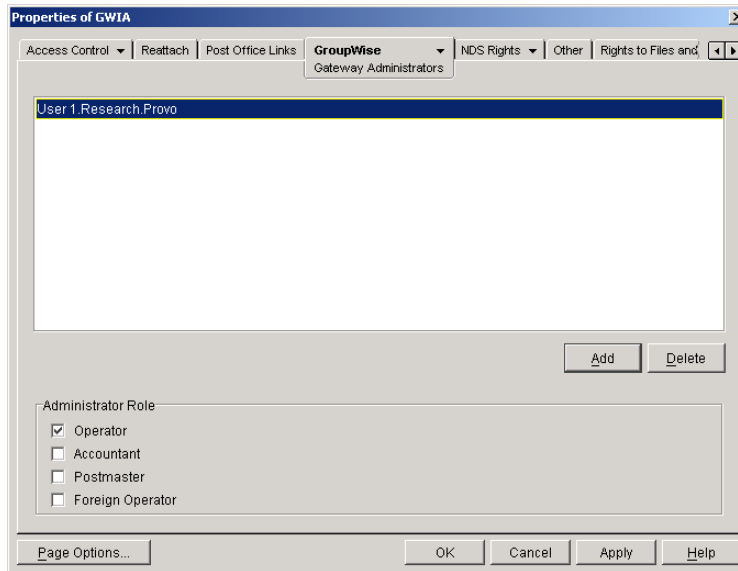 Properties of GWIA
Access Control Reattach Post Office Links GroupWise NDS Rights Other Rights to Files and
Gateway Administrators
User 1.Research.Provo
Add Delete
Administrator Role
Operator
Accountant
Postmaster
Foreign Operator
Page Options... OK Cancel Apply Help